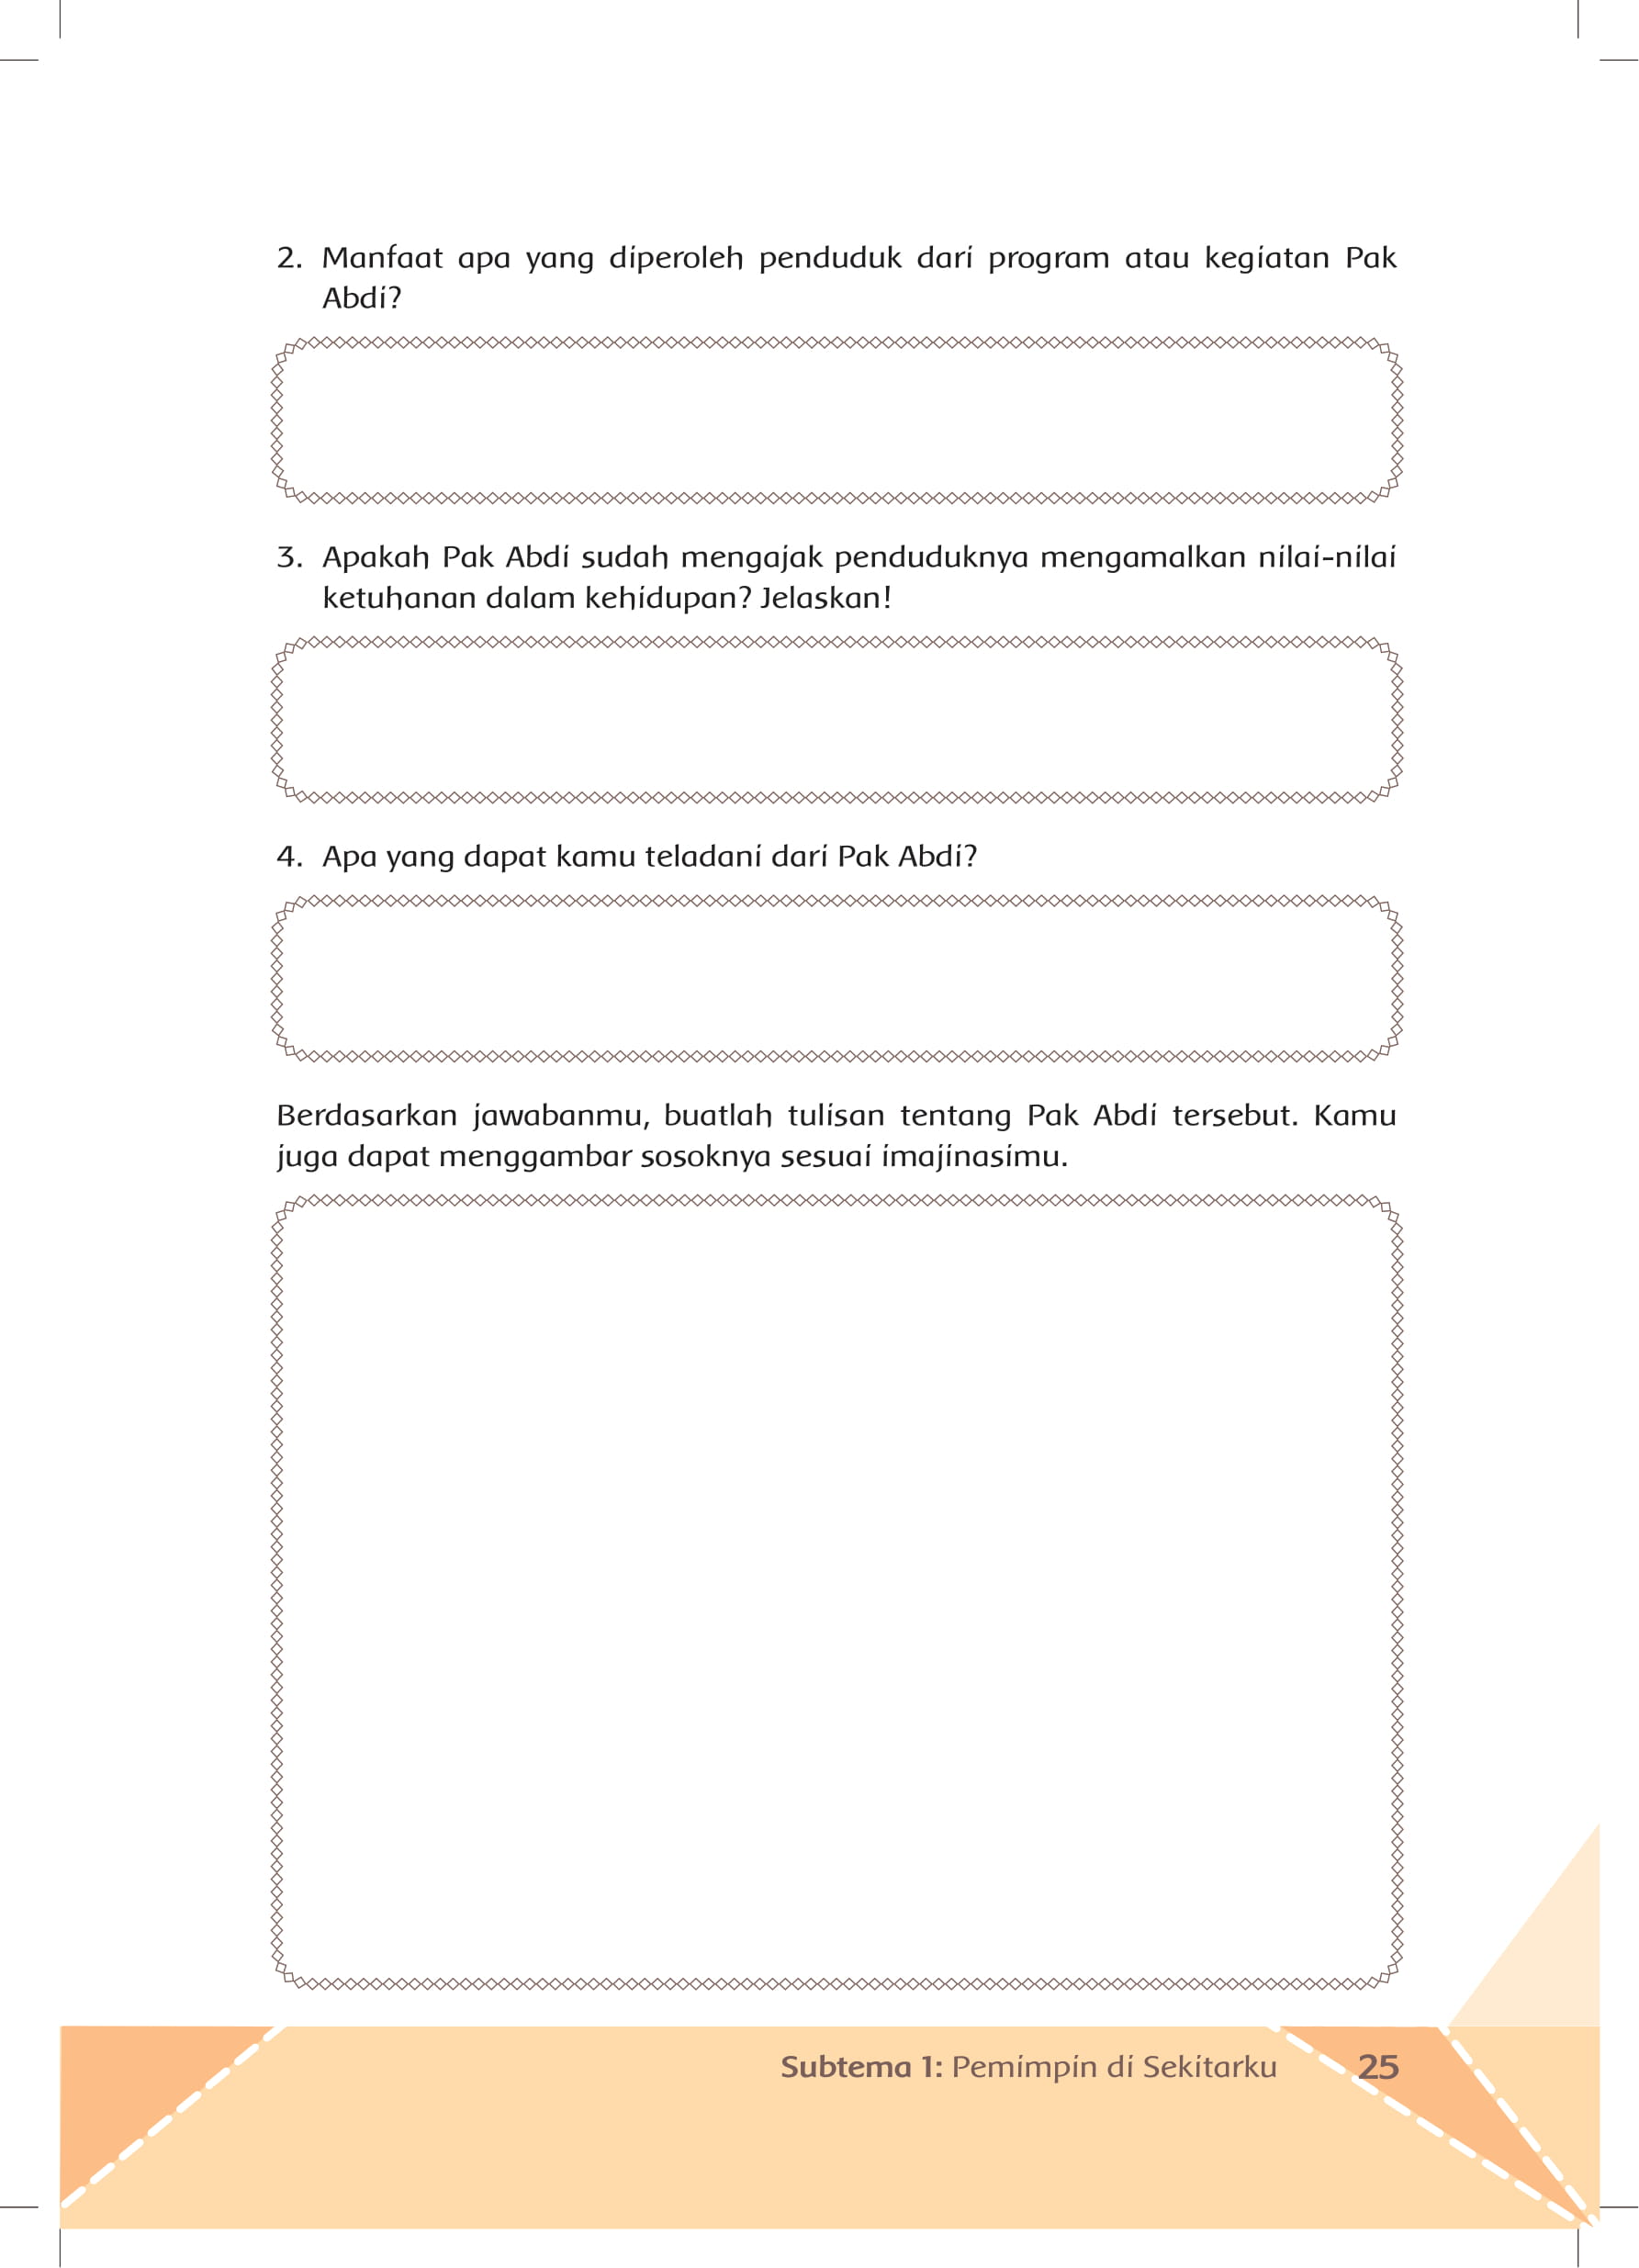 2. Manfaat apa yang diperoleh penduduk dari program atau kegiatan Pak
Abdi?
3. Apakah Pak Abdi sudah mengajak penduduknya mengamalkan nilai-nilai
ketuhanan dalam kehidupan? Jelaskan!
4. Apa yang dapat kamu teladani dari Pak Abdi?
Berdasarkan jawabanmu, buatlah tulisan tentang Pak Abdi tersebut. Kamu
juga dapat menggambar sosoknya sesuai imajinasimu.
Subtema 1: Pemimpin di Sekitarku 25